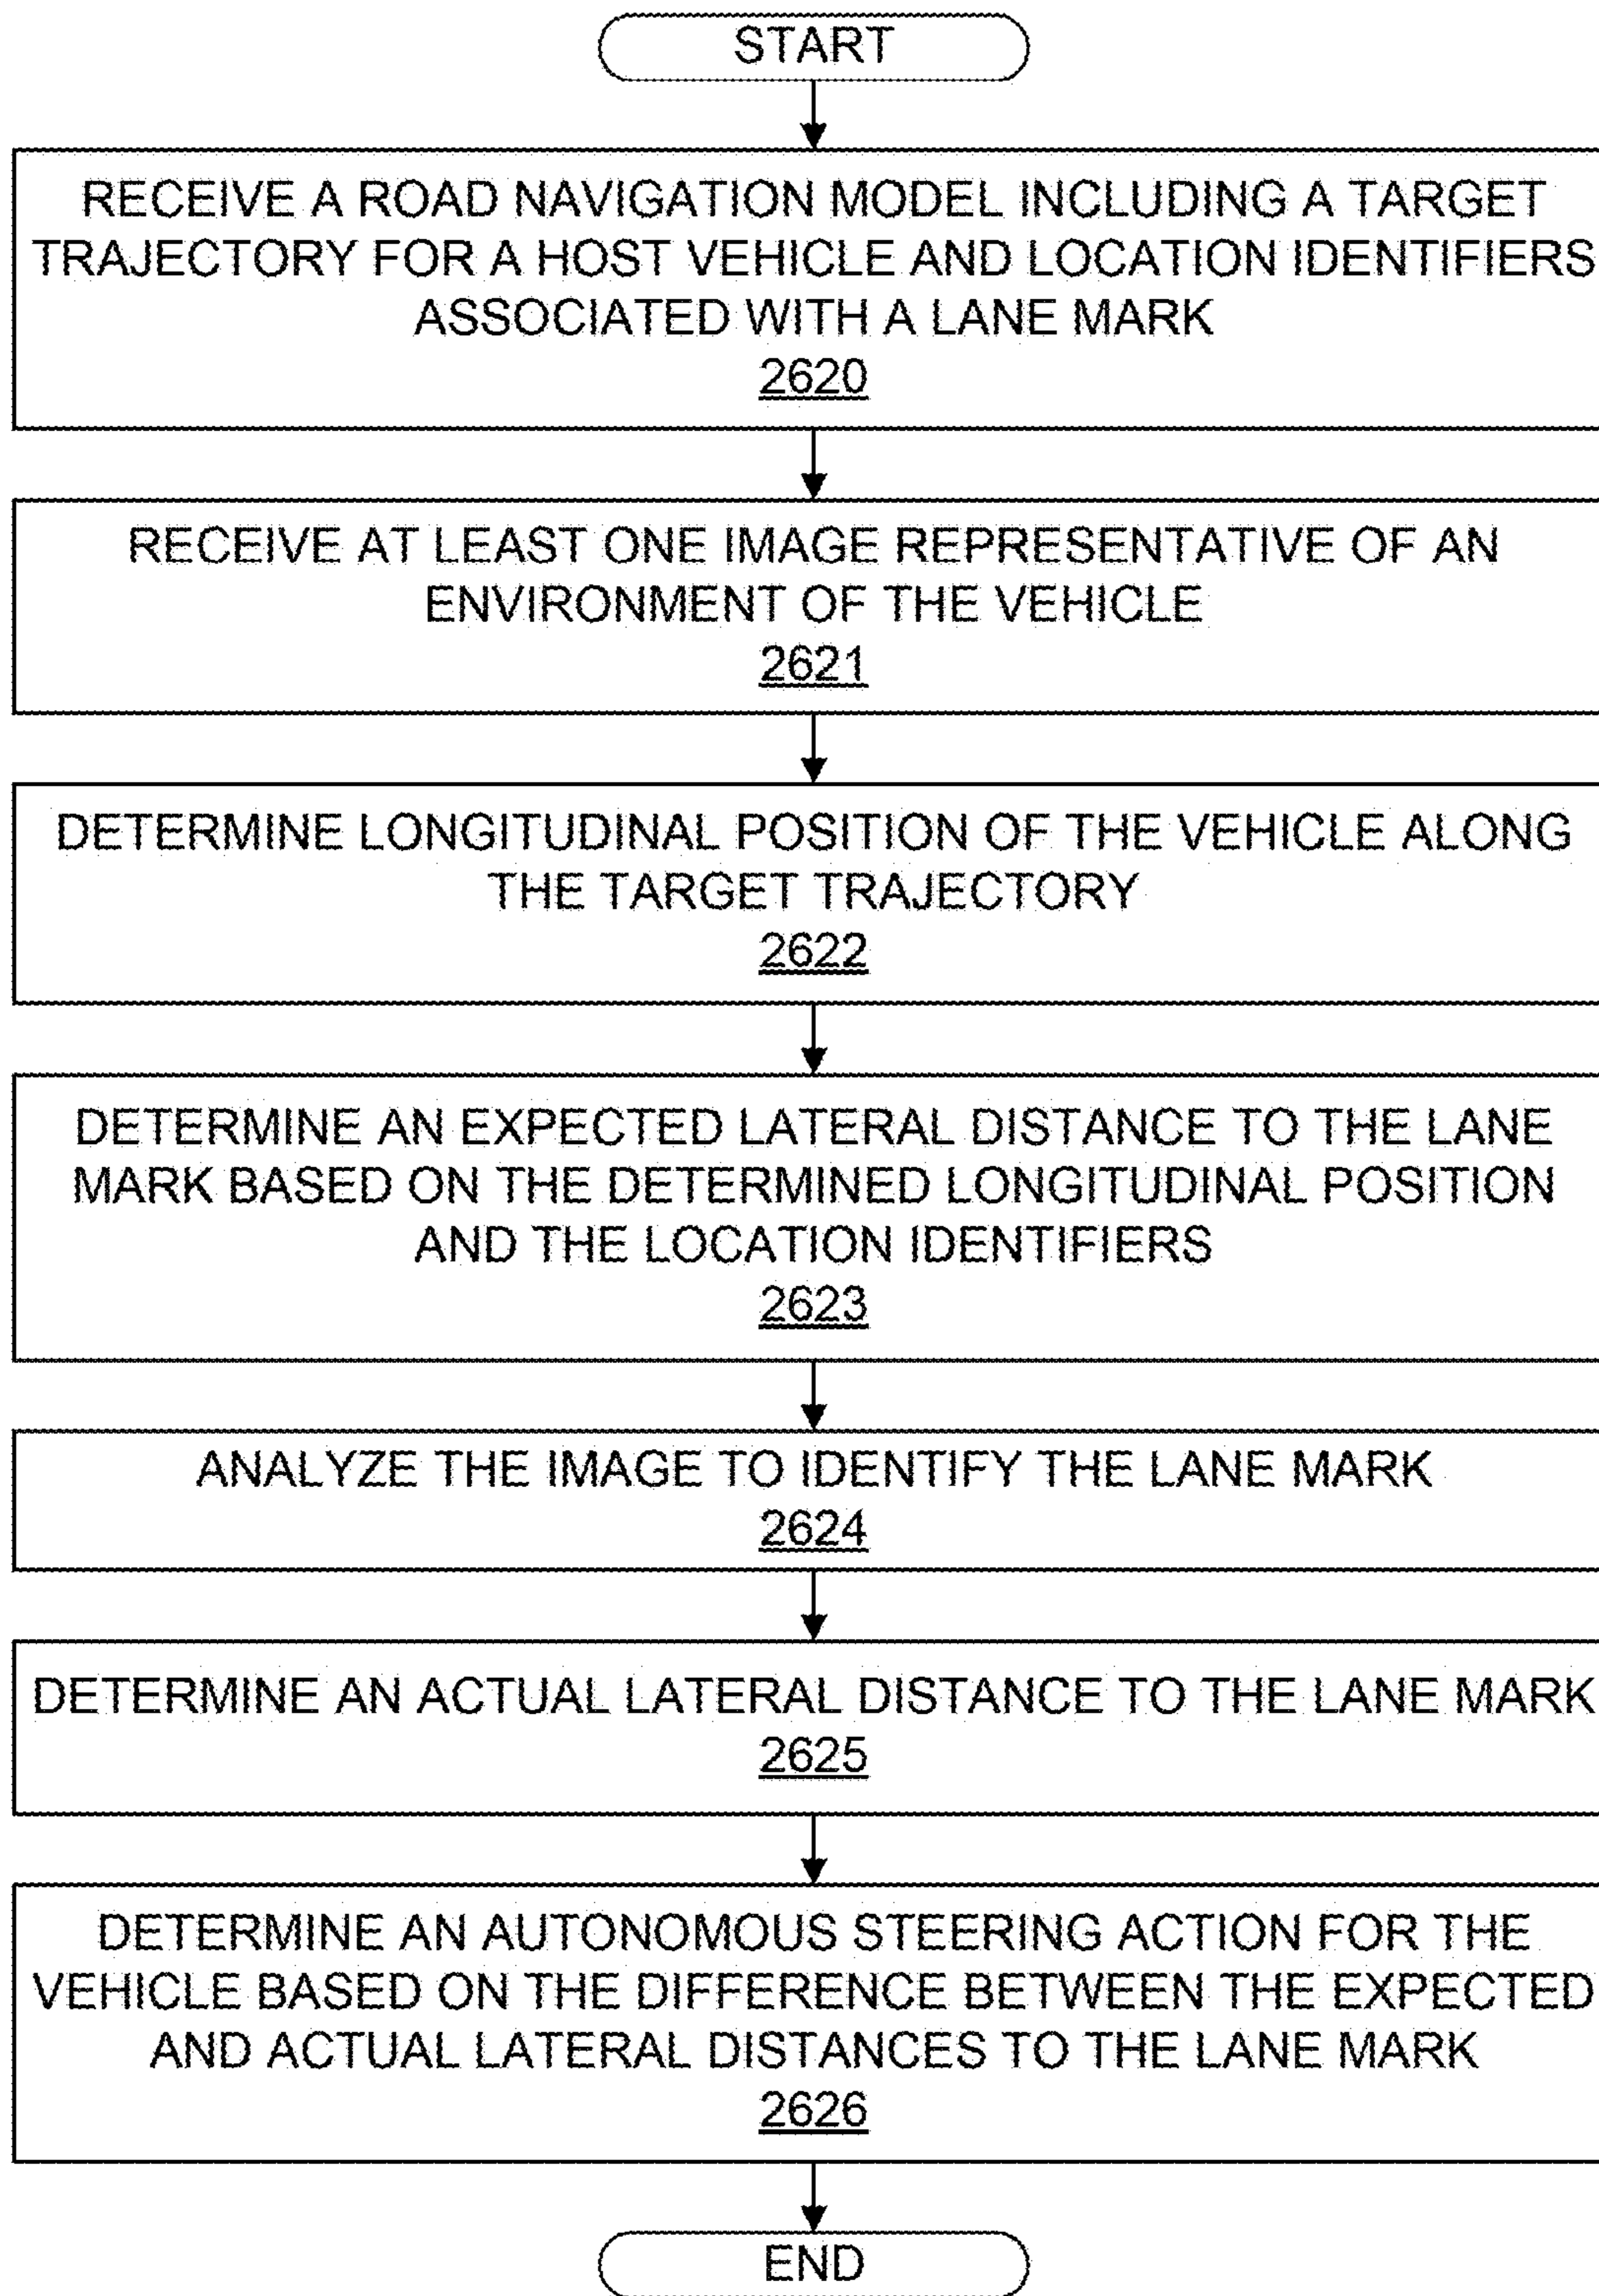 START
RECEIVE A ROAD NAVIGATION MODEL INCLUDING A TARGET
TRAJECTORY FOR A HOST VEHICLE AND LOCATION IDENTIFIERS
ASSOCIATED WITH A LANE MARK
2620
RECEIVE AT LEAST ONE IMAGE REPRESENTATIVE OF AN
ENVIRONMENT OF THE VEHICLE
2621
DETERMINE LONGITUDINAL POSITION OF THE VEHICLE ALONG
THE TARGET TRAJECTORY
2622
DETERMINE AN EXPECTED LATERAL DISTANCE TO THE LANE
MARK BASED ON THE DETERMINED LONGITUDINAL POSITION
AND THE LOCATION IDENTIFIERS
2623
ANALYZE THE IMAGE TO IDENTIFY THE LANE MARK
2624
DETERMINE AN ACTUAL LATERAL DISTANCE TO THE LANE MARK
2625
DETERMINE AN AUTONOMOUS STEERING ACTION FOR THE
VEHICLE BASED ON THE DIFFERENCE BETWEEN THE EXPECTED
AND ACTUAL LATERAL DISTANCES TO THE LANE MARK
2626
END